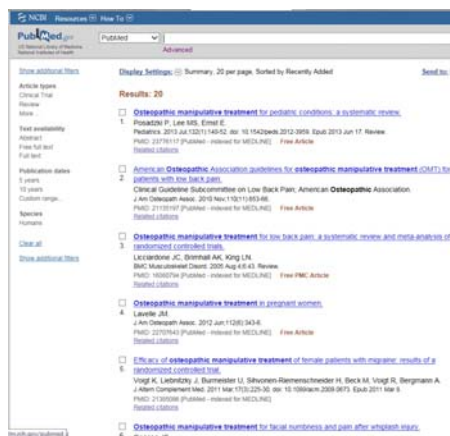 NCBI Resources How To
PubMed.gov
US National Library of Medicine
National Institutes of Health
PubMed
Advanced
Show additional filters
Article types
Clinical Trial
Review
More ...
Text availability
Abstract
Free full text
Full text
Publication dates
5 years
10 years
Custom range...
Species
Humans
Clear all
Show additional filters
Display Settings: Summary, 20 per page, Sorted by Recently Added
Send to:
Results: 20
Osteopathic manipulative treatment for pediatric conditions: a systematic review.
1. Posadzki P, Lee MS, Ernst E.
Pediatrics. 2013 Jul;132(1):140-52. doi: 10.1542/peds.2012-3959. Epub 2013 Jun 17. Review.
PMID: 23776117 [PubMed - indexed for MEDLINE] Free Article
Related citations
American Osteopathic Association guidelines for osteopathic manipulative treatment (OMT) for
2. patients with low back pain.
Clinical Guideline Subcommittee on Low Back Pain; American Osteopathic Association.
J Am Osteopath Assoc. 2010 Nov;110(11):653-66.
PMID: 21135197 [PubMed - indexed for MEDLINE] Free Article
Related citations
Osteopathic manipulative treatment for low back pain: a systematic review and meta-analysis of
3. randomized controlled trials.
Licciardone JC, Brimhall AK, King LN.
BMC Musculoskelet Disord. 2005 Aug 4;6:43. Review.
PMID: 16080794 [PubMed - indexed for MEDLINE] Free PMC Article
Related citations
Osteopathic manipulative treatment in pregnant women.
4. Lavelle JM.
J Am Osteopath Assoc. 2012 Jun;112(6):343-6.
PMID: 22707643 [PubMed - indexed for MEDLINE] Free Article
Related citations
Efficacy of osteopathic manipulative treatment of female patients with migraine: results of a
5. randomized controlled trial.
Voigt K, Liebnitzky J, Burmeister U, Sihvonen-Riemenschneider H, Beck M, Voigt R, Bergmann A.
J Altern Complement Med. 2011 Mar;17(3):225-30. doi: 10.1089/acm.2009.0673. Epub 2011 Mar 9.
PMID: 21385088 [PubMed - indexed for MEDLINE]
Related citations
Osteopathic manipulative treatment for facial numbness and pain after whiplash injury.